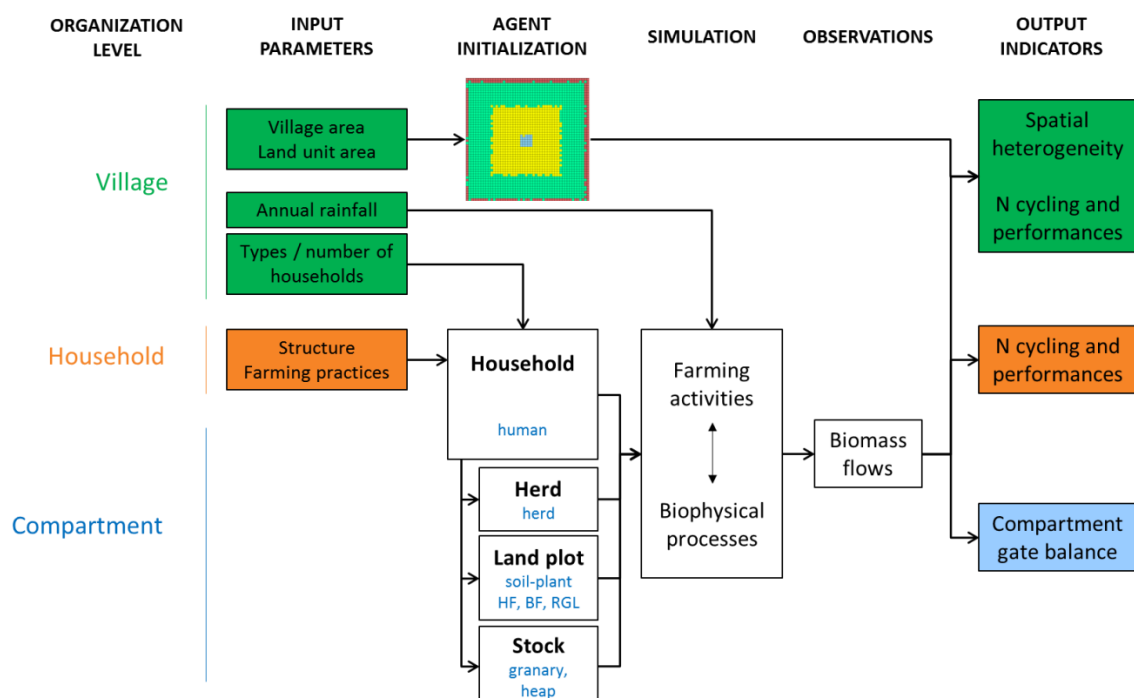 ORGANIZATION
LEVEL
INPUT
PARAMETERS
AGENT
INITIALIZATION
SIMULATION
OBSERVATIONS
OUTPUT
INDICATORS
Village
Village area
Land unit area
Annual rainfall
Types / number of
households
Spatial
heterogeneity
N cycling and
performances
Household
Structure
Farming practices
Household
human
Farming
activities
Biophysical
processes
Biomass
flows
N cycling and
performances
Compartment
Herd
herd
Land plot
soil-plant
HF, BF, RGL
Stock
granary,
heap
Compartment
gate balance